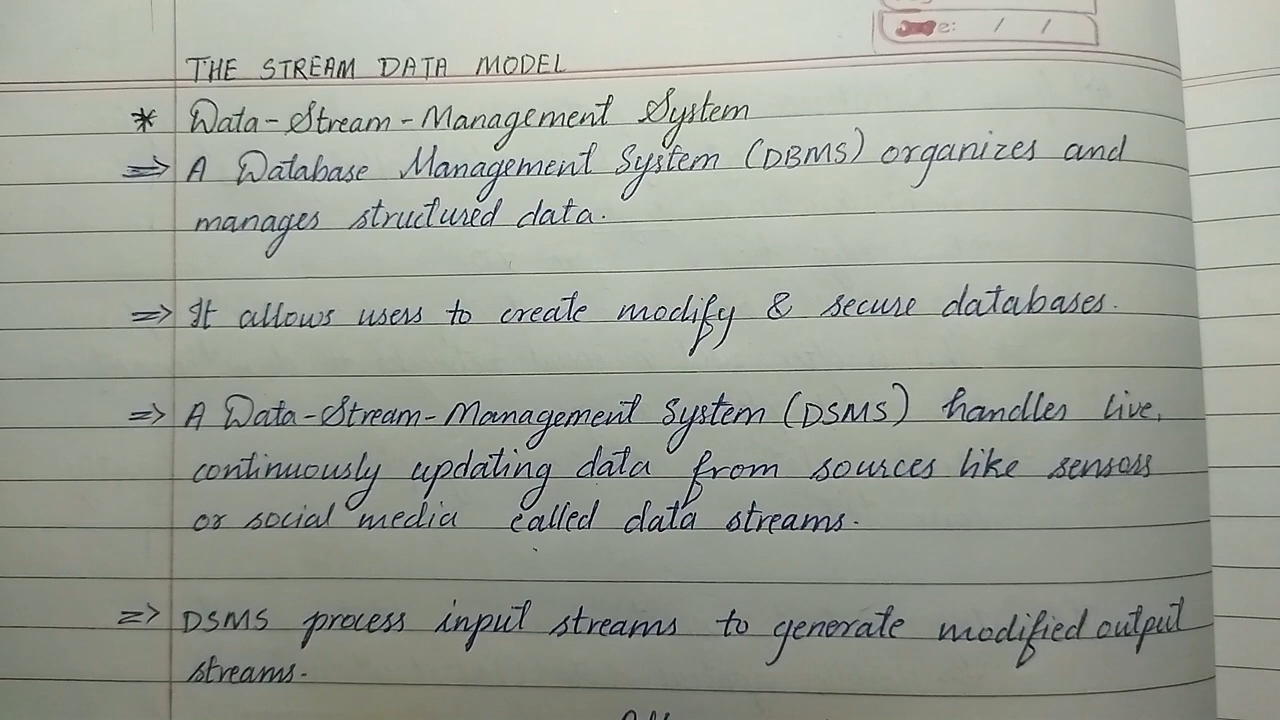 e: / /
THE STREAM DATA MODEL
* Data-Stream-Management System
⇒ A Database Management System (DBMS) organizes and
manages structured data.
⇒ It allows users to create modify & secure databases.
⇒ A Data-Stream-Management System (DSMS) handles live,
continuously updating data from sources like sensors
or social media called data streams.
⇒ DSMS process input streams to generate modified output
streams.